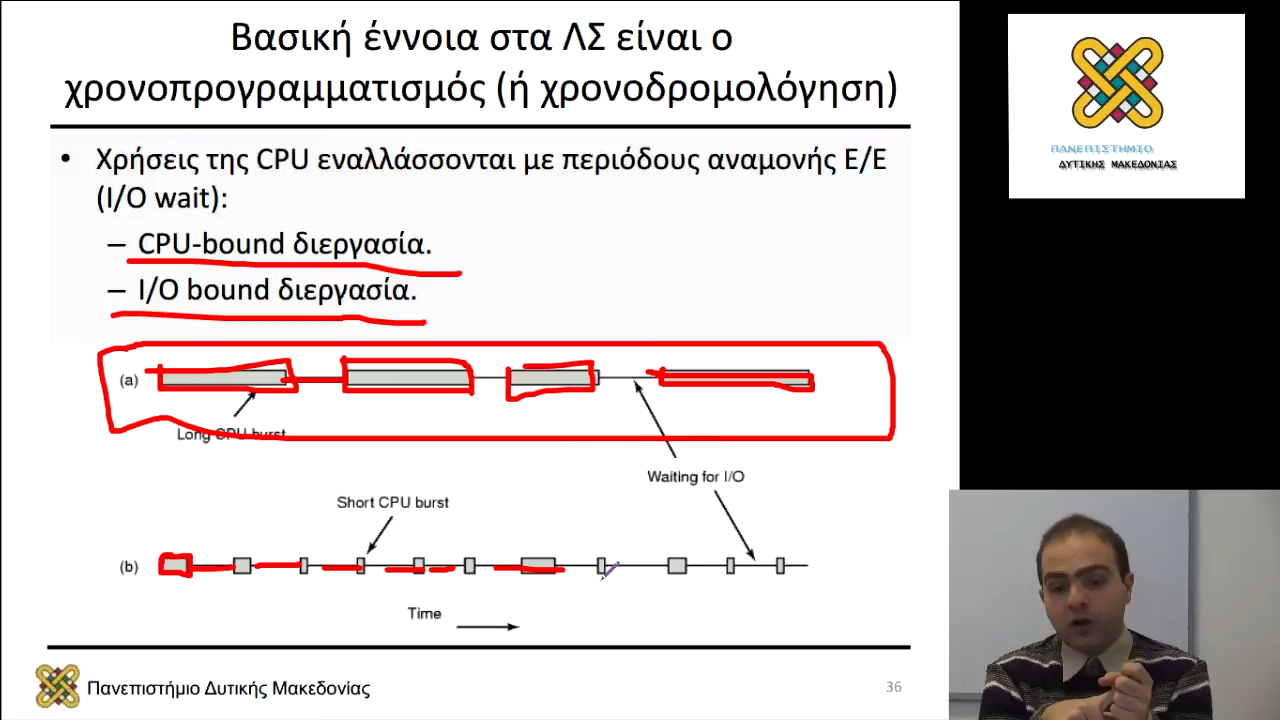 Βασική έννοια στα ΛΣ είναι ο
χρονοπρογραμματισμός (ή χρονοδρομολόγηση)
• Χρήσεις της CPU εναλλάσσονται με περιόδους αναμονής Ε/Ε
(I/O wait):
– CPU-bound διεργασία.
– I/O bound διεργασία.
(a)
Long CPU burst
Waiting for I/O
Short CPU burst
(b)
Time
Πανεπιστήμιο Δυτικής Μακεδονίας
36
ΠΑΝΕΠΙΣΤΗΜΙΟ
ΔΥΤΙΚΗΣ ΜΑΚΕΔΟΝΙΑΣ